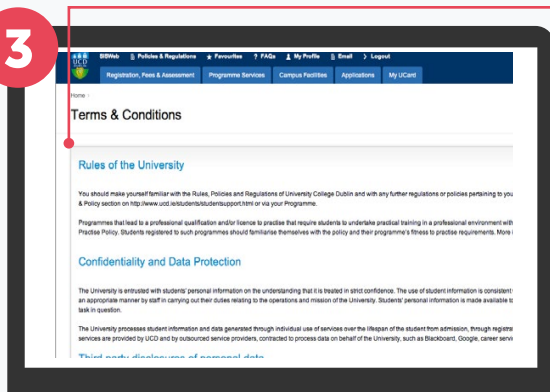 3
UCD
SISWeb Policies & Regulations Favourites ? FAQs My Profile Email > Logout
Registration, Fees & Assessment Programme Services Campus Facilities Applications My UCard
Home ›
Terms & Conditions
Rules of the University
You should make yourself familiar with the Rules, Policies and Regulations of University College Dublin and with any further regulations or policies pertaining to you
& Policy section on http://www.ucd.ie/students/studentsupport.html or via your Programme.
Programmes that lead to a professional qualification and/or licence to practise that require students to undertake practical training in a professional environment with
Practise Policy. Students registered to such programmes should familiarise themselves with the policy and their programme's fitness to practise requirements. More i
Confidentiality and Data Protection
The University is entrusted with students' personal information on the understanding that it is treated in strict confidence. The use of student information is consistent
an appropriate manner by staff in carrying out their duties relating to the operations and mission of the University. Students' personal information is made available to
task in question.
The University processes student information and data generated through individual use of services over the lifespan of the student from admission, through registra
services are provided by UCD and by outsourced service providers, contracted to process data on behalf of the University, such as Blackboard, Google, career servi
Third party disclosures of personal data